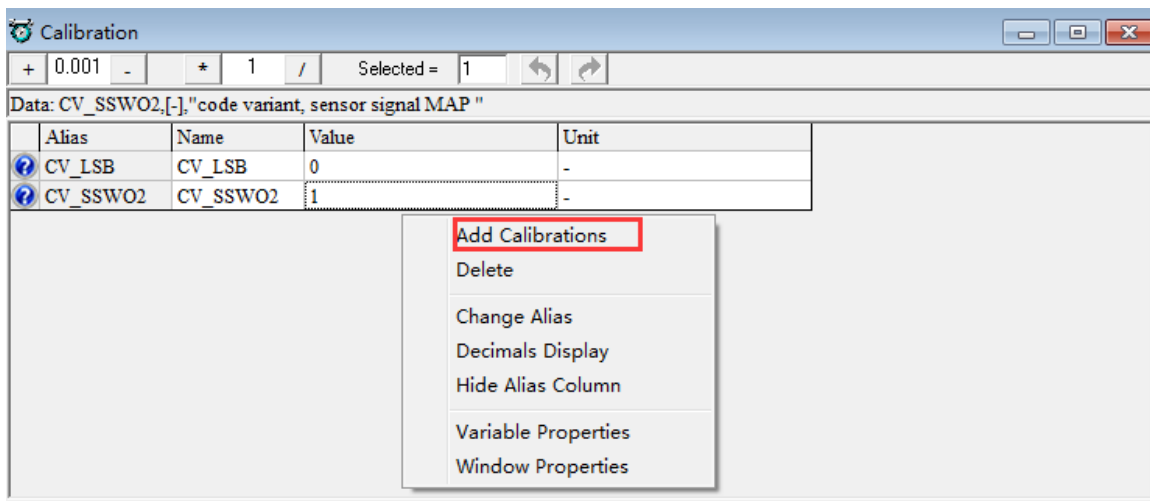 Calibration
+ 0.001 - * 1 / Selected = 1
Data: CV_SSWO2,[-],"code variant, sensor signal MAP "
Alias Name Value Unit
CV_LSB CV_LSB 0 -
CV_SSWO2 CV_SSWO2 1 -
Add Calibrations
Delete
Change Alias
Decimals Display
Hide Alias Column
Variable Properties
Window Properties